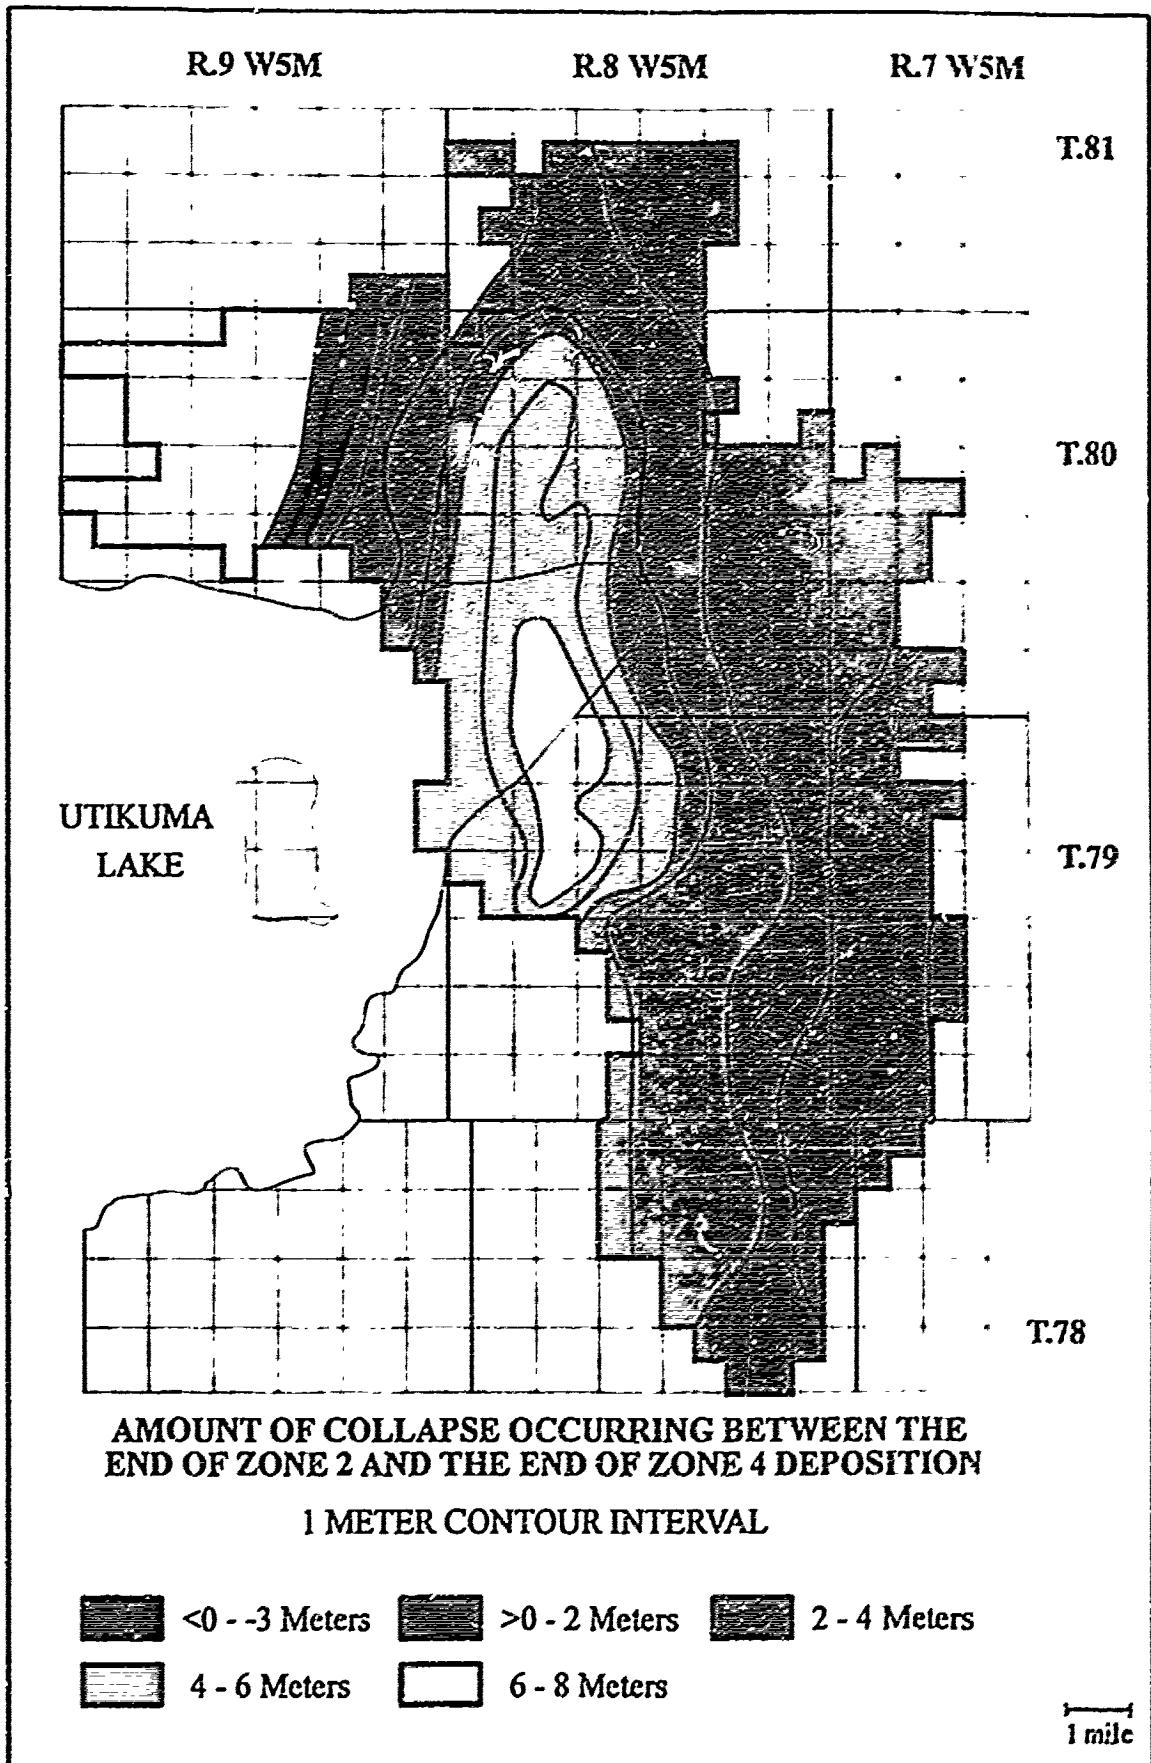 R.9 W5M R.8 W5M R.7 W5M
T.81
T.80
UTIKUMA
LAKE
T.79
T.78
AMOUNT OF COLLAPSE OCCURRING BETWEEN THE
END OF ZONE 2 AND THE END OF ZONE 4 DEPOSITION
1 METER CONTOUR INTERVAL
<0 - -3 Meters >0 - 2 Meters 2 - 4 Meters
4 - 6 Meters 6 - 8 Meters
1 mile